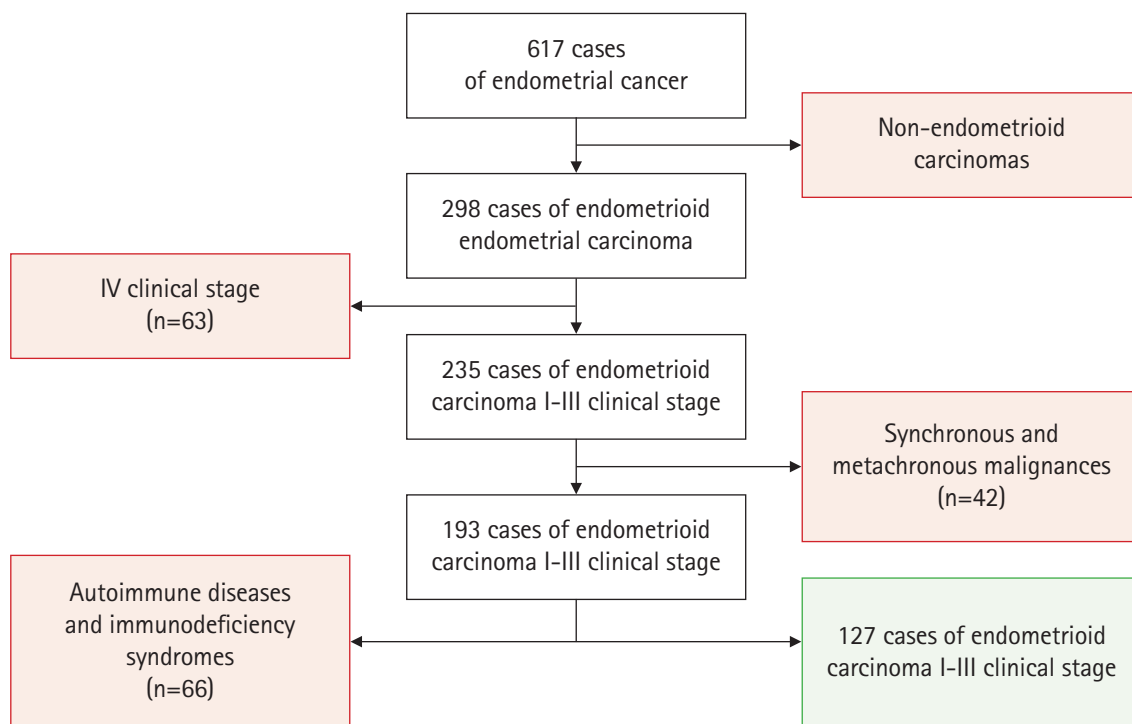 617 cases
of endometrial cancer
Non-endometrioid
carcinomas
298 cases of endometrioid
endometrial carcinoma
IV clinical stage
(n=63)
235 cases of endometrioid
carcinoma I-III clinical stage
Synchronous and
metachronous malignances
(n=42)
193 cases of endometrioid
carcinoma I-III clinical stage
Autoimmune diseases
and immunodeficiency
syndromes
(n=66)
127 cases of endometrioid
carcinoma I-III clinical stage